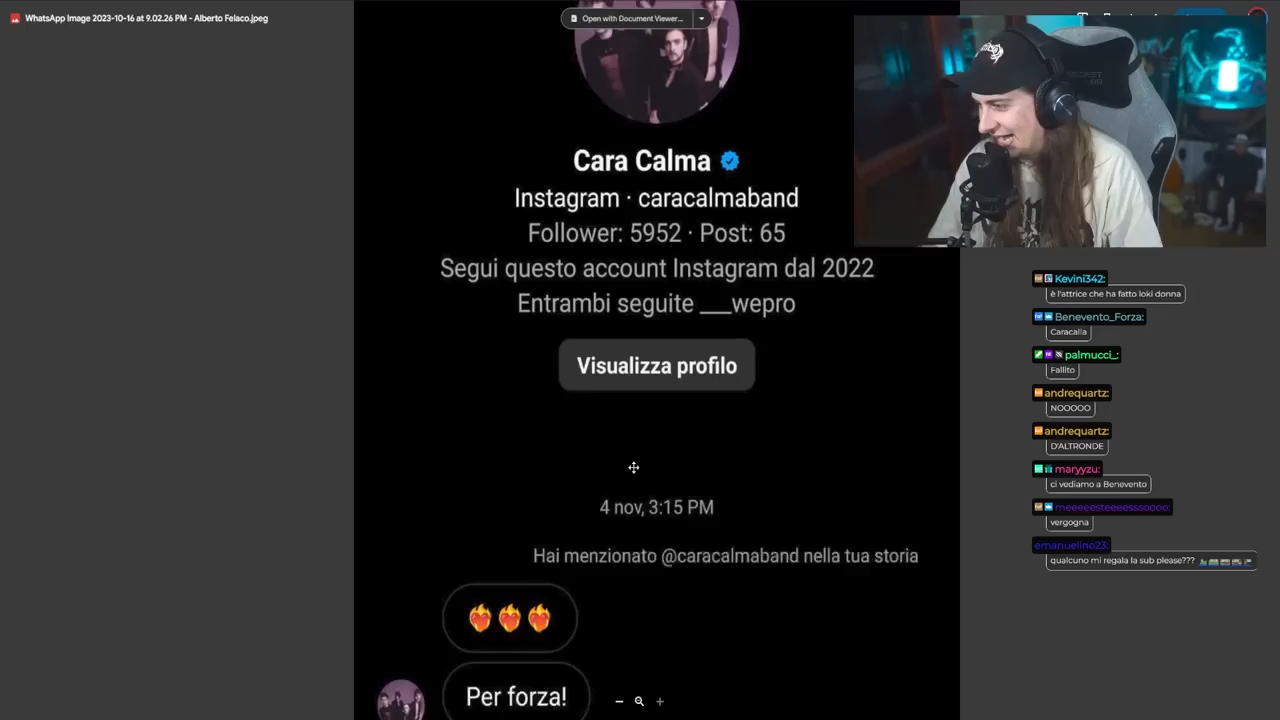 WhatsApp Image 2023-10-16 at 9.02.26 PM - Alberto Felaco.jpeg
Open with Document Viewer...
Cara Calma
Instagram · caracalmaband
Follower: 5952 · Post: 65
Segui questo account Instagram dal 2022
Entrambi seguite ___wepro
Visualizza profilo
4 nov, 3:15 PM
Hai menzionato @caracalmaband nella tua storia
Per forza!
Kevini342:
è l'attrice che ha fatto loki donna
Benevento_Forza:
Caracalla
palmucci_:
Fallito
andrequartz:
NOOOOO
andrequartz:
D'ALTRONDE
maryyzu:
ci vediamo a Benevento
meeeeesteeeesssoooo:
vergogna
emanuelino23:
qualcuno mi regala la sub please???